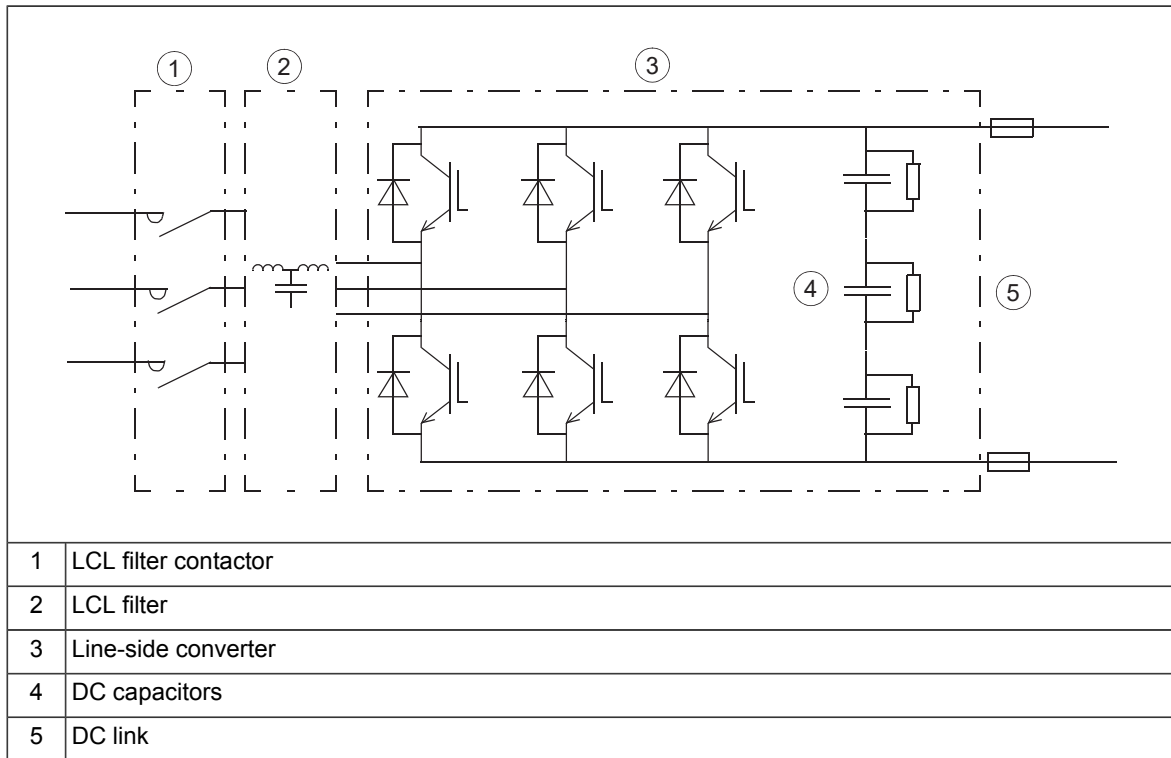 1 2 3
4 5
1 LCL filter contactor
2 LCL filter
3 Line-side converter
4 DC capacitors
5 DC link